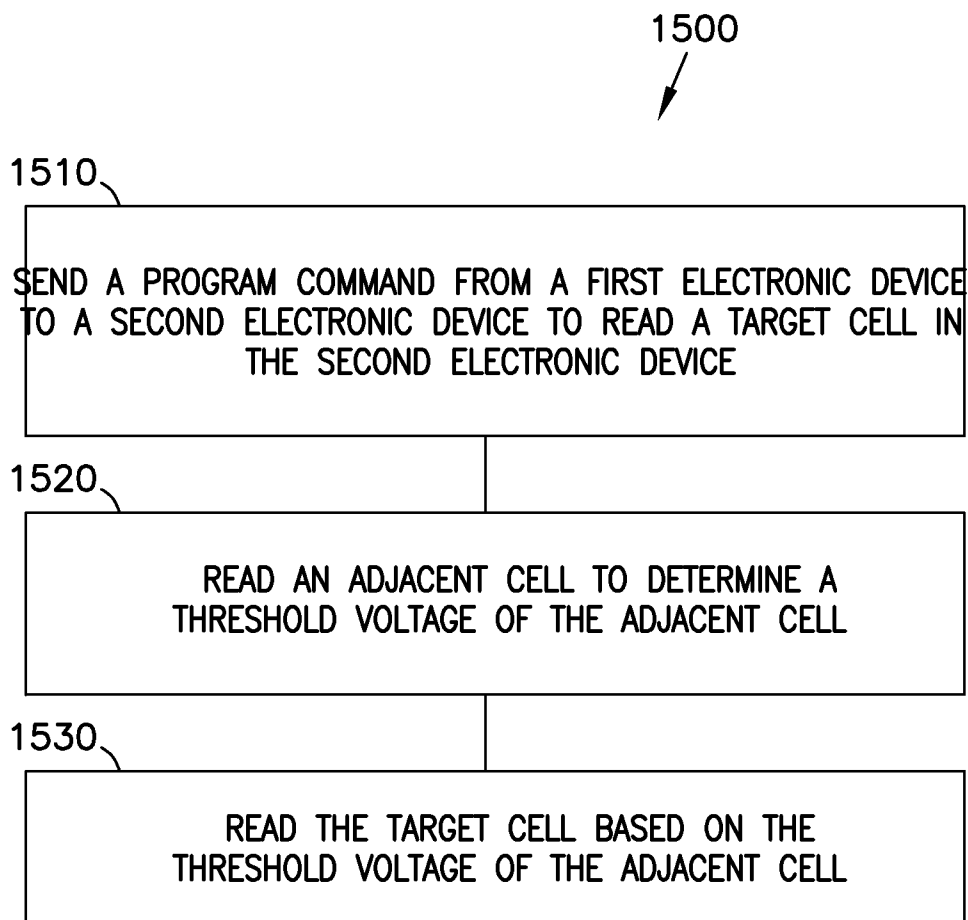 1500
1510
SEND A PROGRAM COMMAND FROM A FIRST ELECTRONIC DEVICE
TO A SECOND ELECTRONIC DEVICE TO READ A TARGET CELL IN
THE SECOND ELECTRONIC DEVICE
1520
READ AN ADJACENT CELL TO DETERMINE A
THRESHOLD VOLTAGE OF THE ADJACENT CELL
1530
READ THE TARGET CELL BASED ON THE
THRESHOLD VOLTAGE OF THE ADJACENT CELL